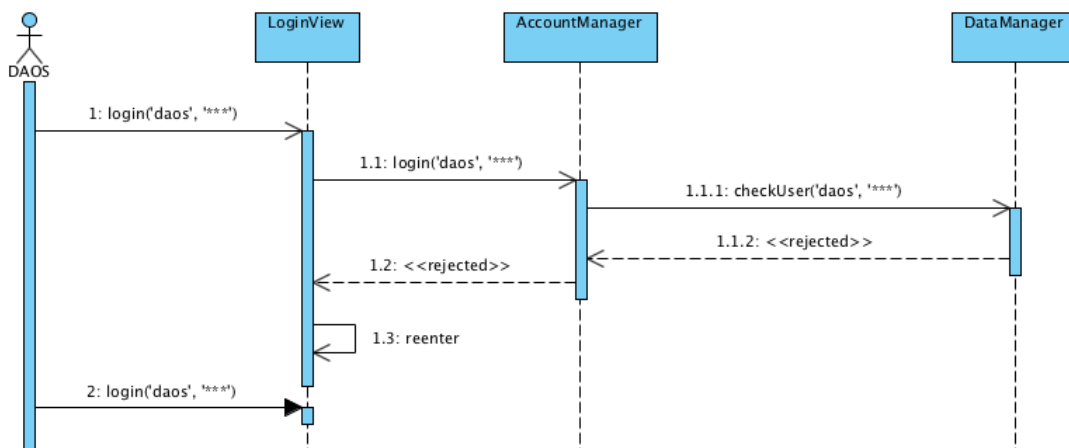 LoginView
AccountManager
DataManager
DAOS
1: login('daos', '***')
1.1: login('daos', '***')
1.1.1: checkUser('daos', '***')
1.1.2: <<rejected>>
1.2: <<rejected>>
1.3: reenter
2: login('daos', '***')